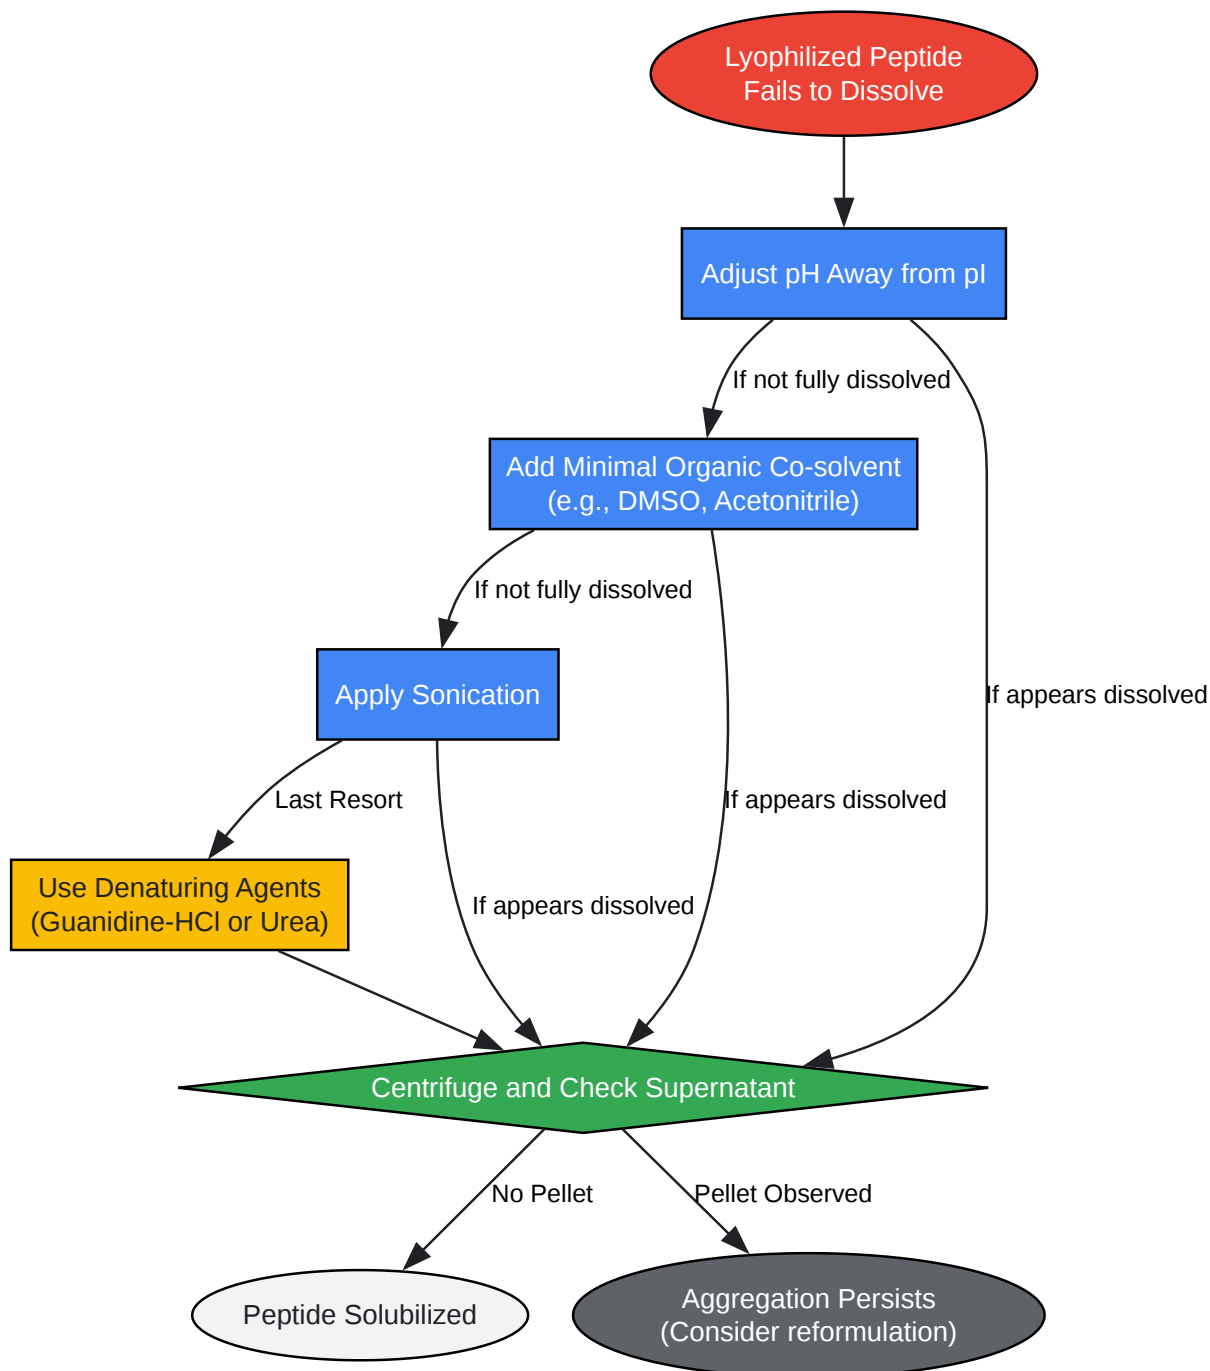 Lyophilized Peptide
Fails to Dissolve
Adjust pH Away from pI
If not fully dissolved
Add Minimal Organic Co-solvent
(e.g., DMSO, Acetonitrile)
If not fully dissolved
Apply Sonication
If appears dissolved
Last Resort
If appears dissolved
Use Denaturing Agents
(Guanidine-HCl or Urea)
If appears dissolved
Centrifuge and Check Supernatant
No Pellet
Pellet Observed
Peptide Solubilized
Aggregation Persists
(Consider reformulation)